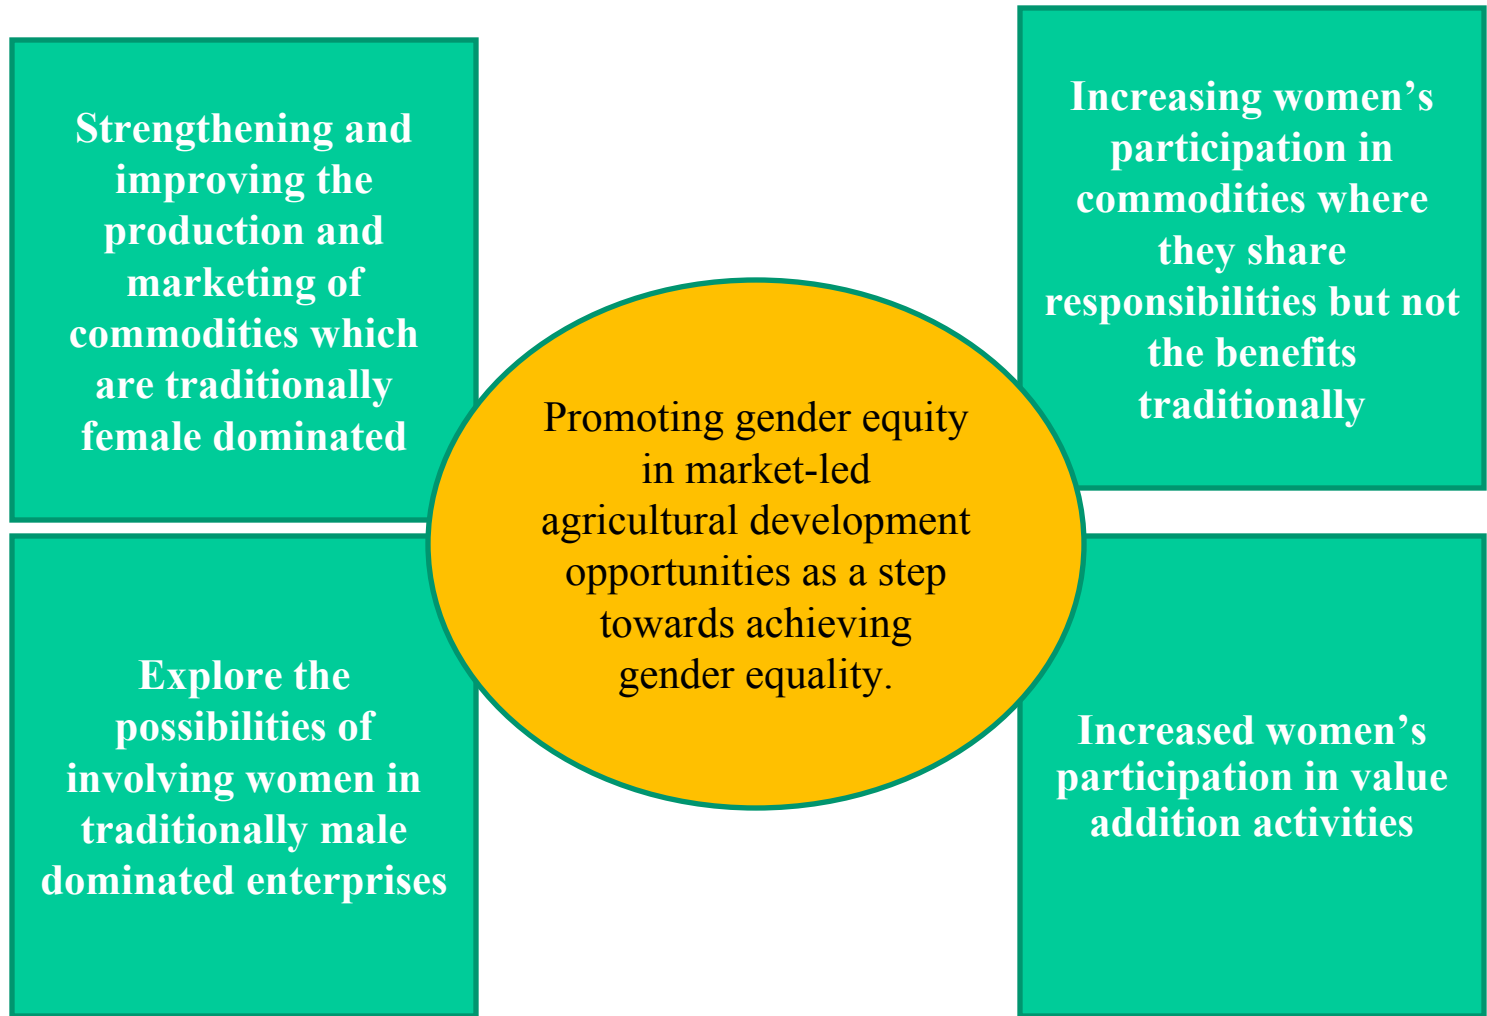 Strengthening and
improving the
production and
marketing of
commodities which
are traditionally
female dominated
Increasing women’s
participation in
commodities where
they share
responsibilities but not
the benefits
traditionally
Promoting gender equity
in market-led
agricultural development
opportunities as a step
towards achieving
gender equality.
Explore the
possibilities of
involving women in
traditionally male
dominated enterprises
Increased women’s
participation in value
addition activities